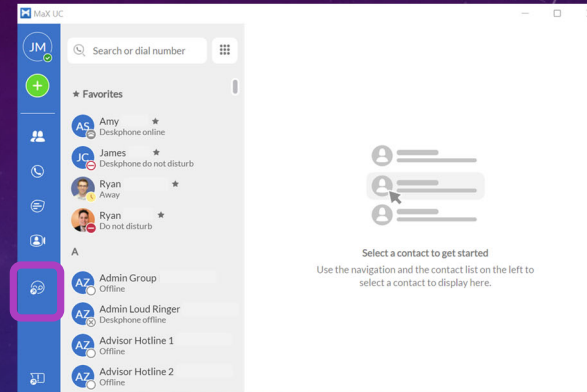 MaX UC
JM
Search or dial number
Favorites
AS
Amy
Deskphone online
JC
James
Deskphone do not disturb
Ryan
Away
Ryan
Do not disturb
A
AZ
Admin Group
Offline
AZ
Admin Loud Ringer
Deskphone offline
AZ
Advisor Hotline 1
Offline
AZ
Advisor Hotline 2
Offline
Select a contact to get started
Use the navigation and the contact list on the left to
select a contact to display here.